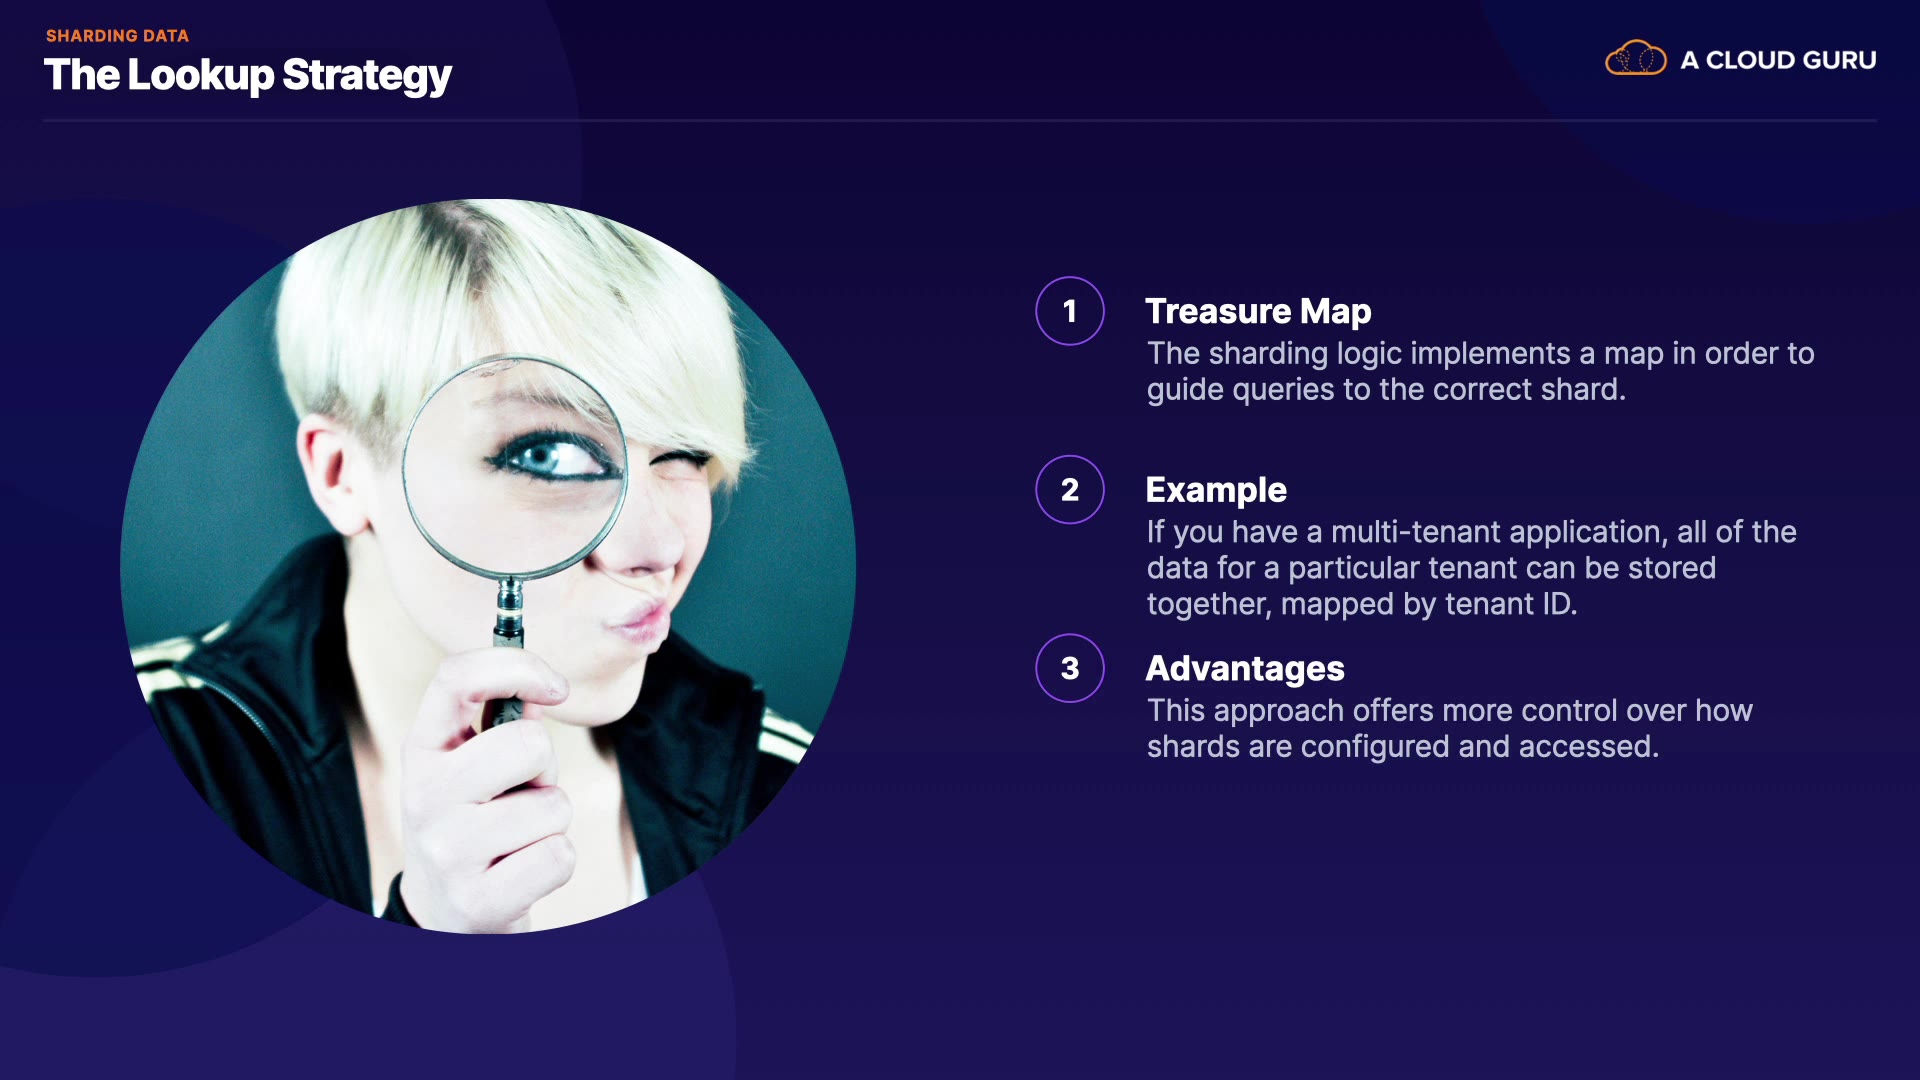 SHARDING DATA
The Lookup Strategy
A CLOUD GURU
1
Treasure Map
The sharding logic implements a map in order to
guide queries to the correct shard.
2
Example
If you have a multi-tenant application, all of the
data for a particular tenant can be stored
together, mapped by tenant ID.
3
Advantages
This approach offers more control over how
shards are configured and accessed.